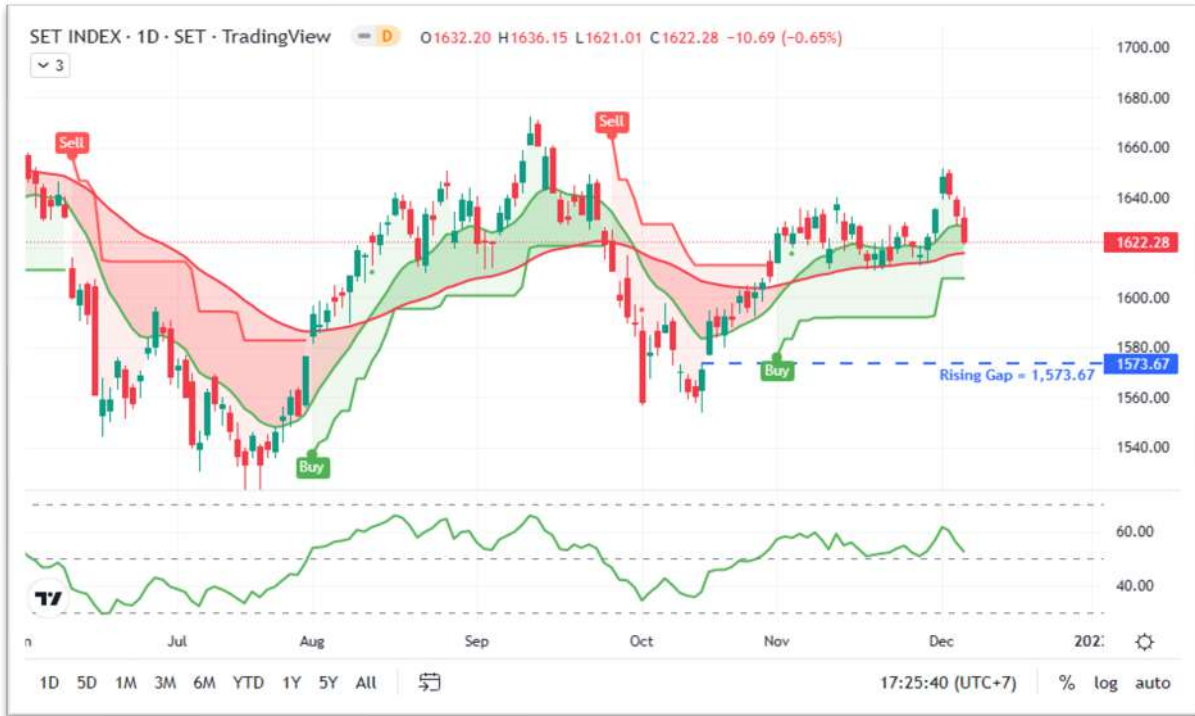 SET INDEX · 1D · SET · TradingView D O1632.20 H1636.15 L1621.01 C1622.28 −10.69 (−0.65%)
3
1700.00
1680.00
Sell
Sell
1660.00
1640.00
1622.28
1600.00
1580.00
1573.67
Buy
Rising Gap = 1,573.67
1560.00
1540.00
Buy
60.00
40.00
Jul Aug Sep Oct Nov Dec
1D 5D 1M 3M 6M YTD 1Y 5Y All 17:25:40 (UTC+7) % log auto